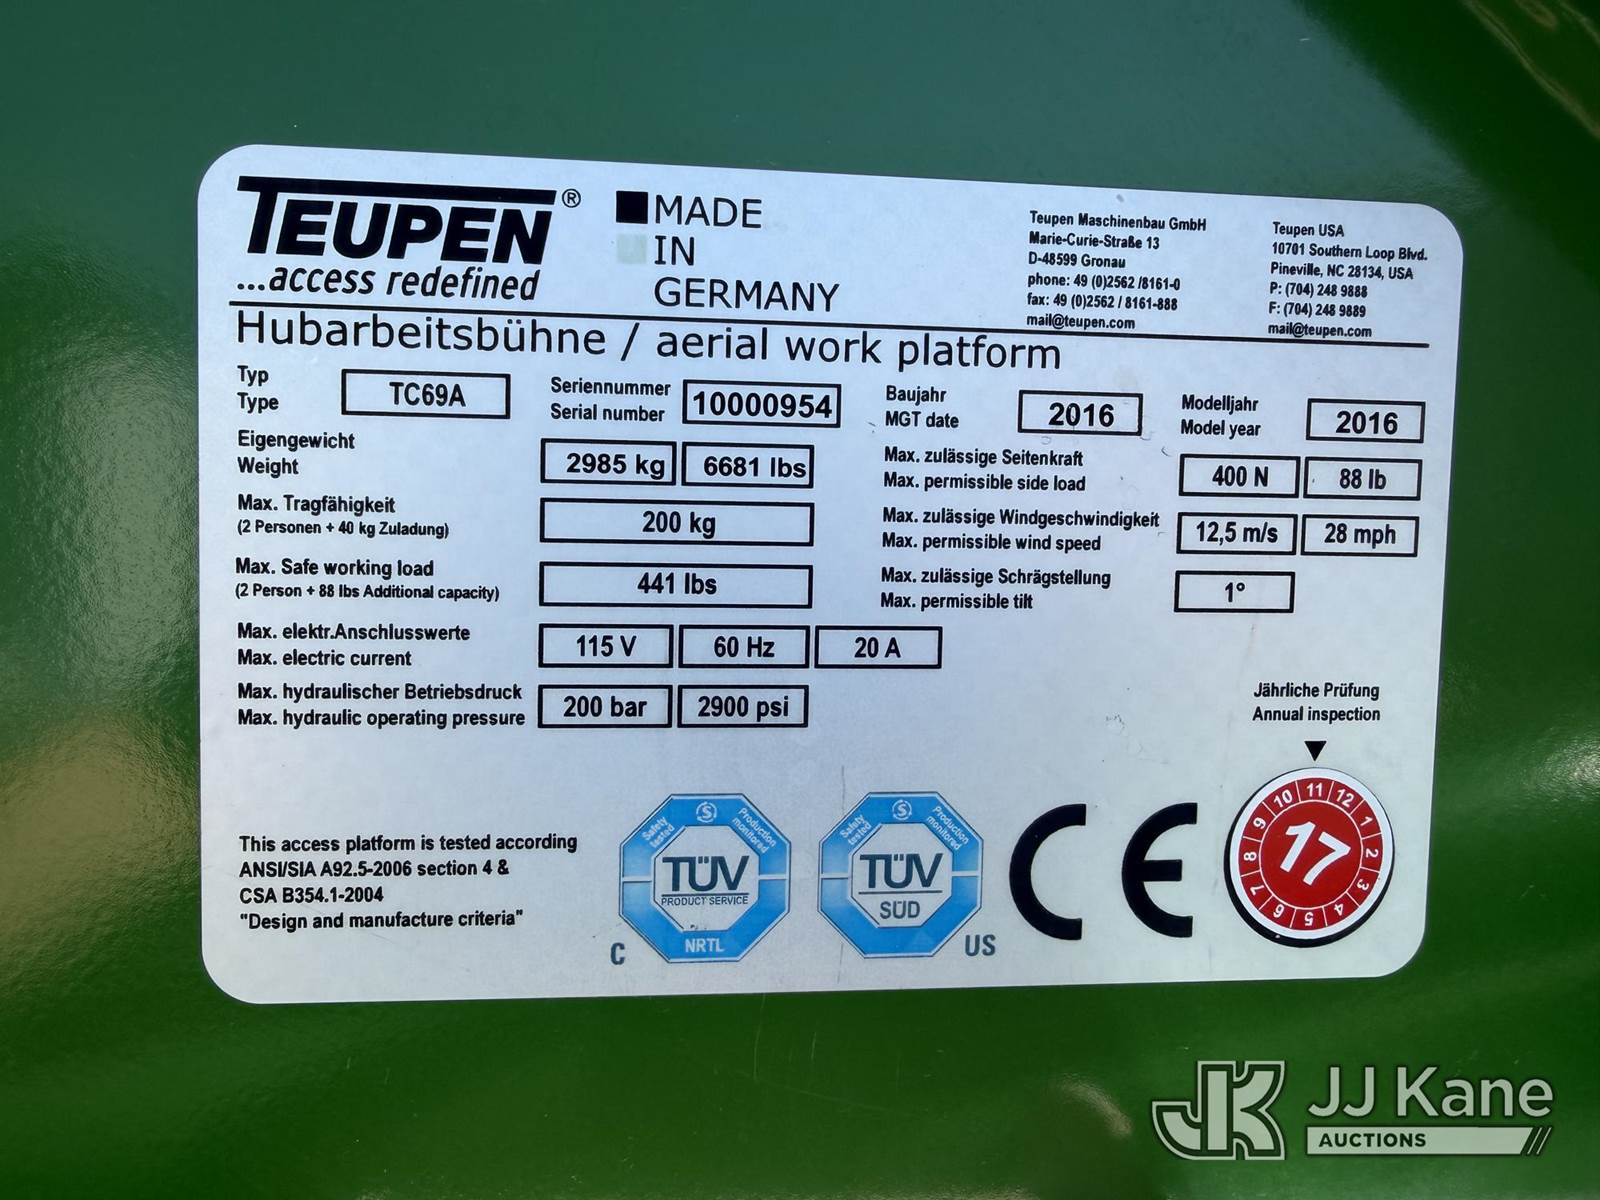 TEUPEN®
...access redefined
MADE
IN
GERMANY
Teupen Maschinenbau GmbH
Marie-Curie-Straße 13
D-48599 Gronau
phone: 49 (0)2562 /8161-0
fax: 49 (0)2562 / 8161-888
mail@teupen.com
Teupen USA
10701 Southern Loop Blvd.
Pineville, NC 28134, USA
P: (704) 248 9888
F: (704) 248 9889
mail@teupen.com
Hubarbeitsbühne / aerial work platform
Typ
Type
TC69A
Seriennummer
Serial number
10000954
Baujahr
MGT date
2016
Modelljahr
Model year
2016
Eigengewicht
Weight
2985 kg 6681 lbs
Max. zulässige Seitenkraft
Max. permissible side load
400 N 88 lb
Max. Tragfähigkeit
(2 Personen + 40 kg Zuladung)
200 kg
Max. zulässige Windgeschwindigkeit
Max. permissible wind speed
12,5 m/s 28 mph
Max. Safe working load
(2 Person + 88 lbs Additional capacity)
441 lbs
Max. zulässige Schrägstellung
Max. permissible tilt
1°
Max. elektr.Anschlusswerte
Max. electric current
115 V 60 Hz 20 A
Max. hydraulischer Betriebsdruck
Max. hydraulic operating pressure
200 bar 2900 psi
Jährliche Prüfung
Annual inspection
This access platform is tested according
ANSI/SIA A92.5-2006 section 4 &
CSA B354.1-2004
"Design and manufacture criteria"
Safety tested
Production monitored
TÜV
PRODUCT SERVICE
NRTL
C
Safety tested
Production monitored
TÜV
SÜD
US
CE
10 11 12 1 2 3 4 5 6 7 8 9
17
JK JJ Kane
AUCTIONS